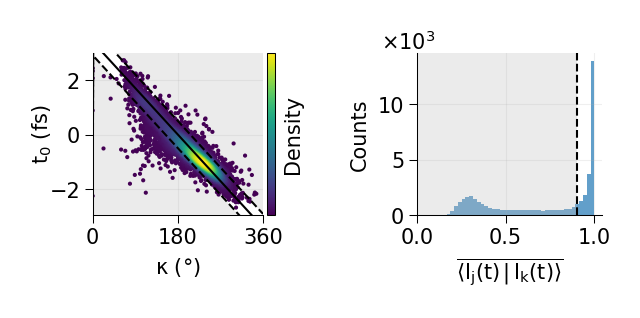 ×10³
2
0
−2
t₀ (fs)
0
180
360
κ (°)
Density
10
5
0
Counts
0.0
0.5
1.0
⟨Iⱼ(t) | Iₖ(t)⟩